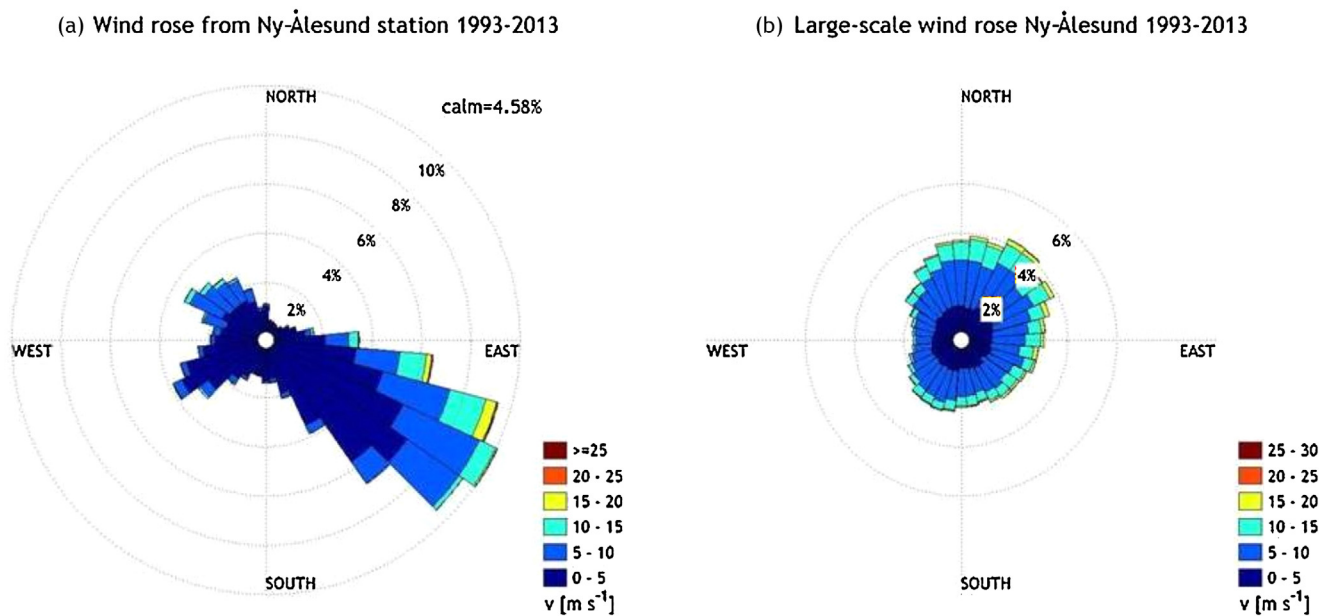 (a) Wind rose from Ny-Ålesund station 1993-2013
NORTH
calm=4.58%
10%
8%
6%
4%
2%
WEST
EAST
SOUTH
>=25
20 - 25
15 - 20
10 - 15
5 - 10
0 - 5
v [m s⁻¹]
(b) Large-scale wind rose Ny-Ålesund 1993-2013
NORTH
6%
4%
2%
WEST
EAST
SOUTH
25 - 30
20 - 25
15 - 20
10 - 15
5 - 10
0 - 5
v [m s⁻¹]